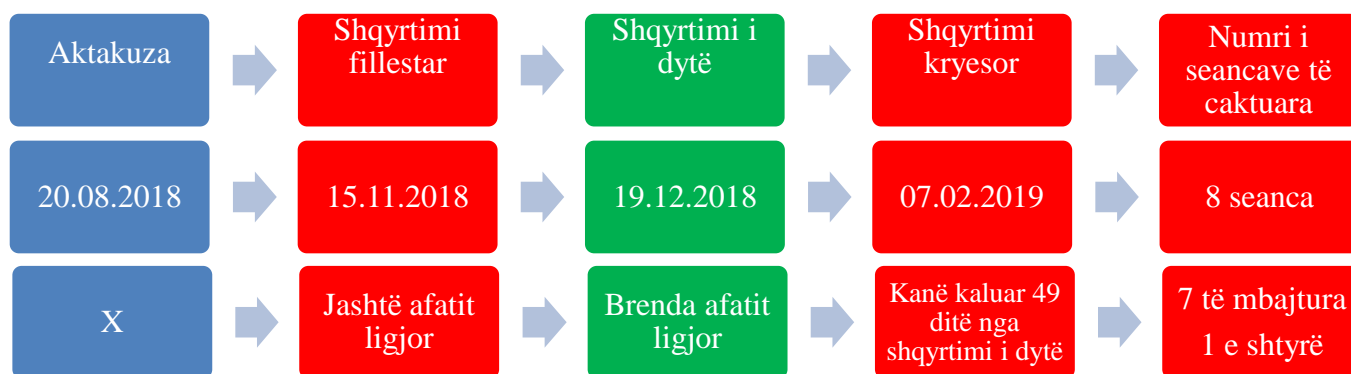 Aktakuza
Shqyrtimi
fillestar
Shqyrtimi i
dytë
Shqyrtimi
kryesor
Numri i
seancave të
caktuara
20.08.2018
15.11.2018
19.12.2018
07.02.2019
8 seanca
X
Jashtë afatit
ligjor
Brenda afatit
ligjor
Kanë kaluar 49
ditë nga
shqyrtimi i dytë
7 të mbajtura
1 e shtyrë